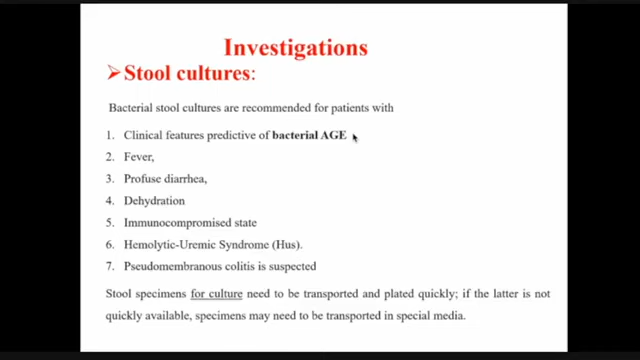 Investigations
➢ Stool cultures:
Bacterial stool cultures are recommended for patients with
1. Clinical features predictive of bacterial AGE
2. Fever,
3. Profuse diarrhea,
4. Dehydration
5. Immunocompromised state
6. Hemolytic-Uremic Syndrome (Hus).
7. Pseudomembranous colitis is suspected
Stool specimens for culture need to be transported and plated quickly; if the latter is not
quickly available, specimens may need to be transported in special media.